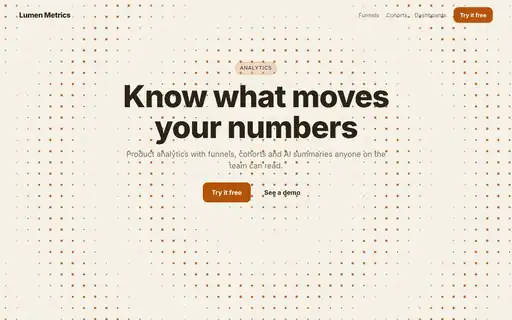 Lumen Metrics
Funnels Cohorts Dashboards Try it free
ANALYTICS
Know what moves
your numbers
Product analytics with funnels, cohorts and AI summaries anyone on the
team can read.
Try it free See a demo